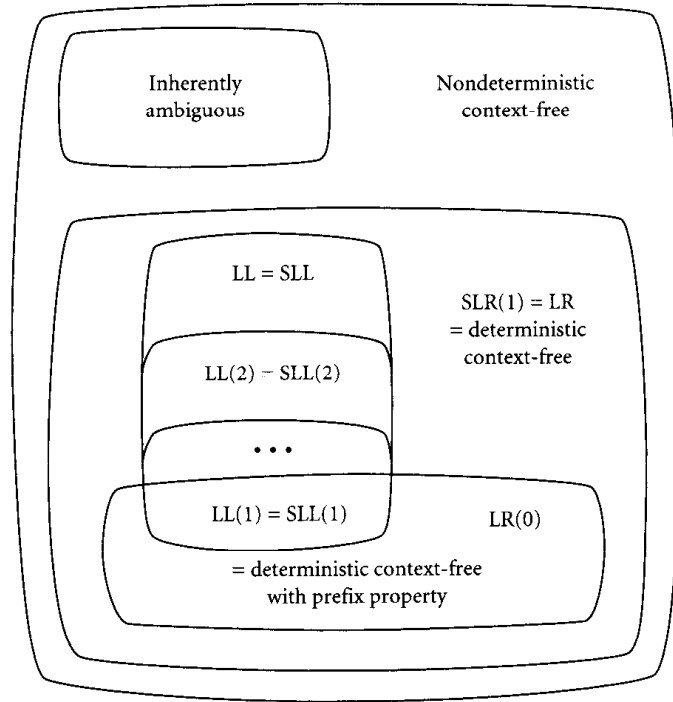 Inherently
ambiguous
Nondeterministic
context-free
LL = SLL
SLR(1) = LR
= deterministic
context-free
LL(2) − SLL(2)
• • •
LL(1) = SLL(1)
LR(0)
= deterministic context-free
with prefix property